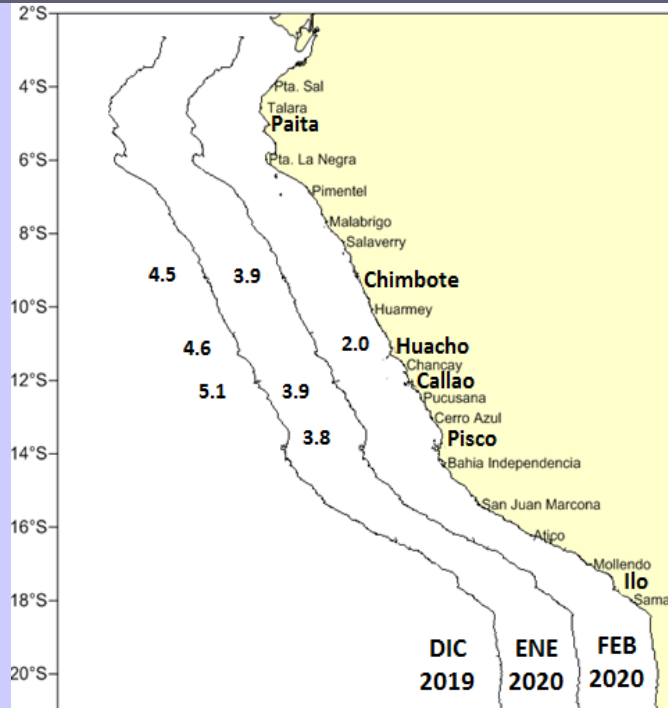 2°S
4°S
Pta. Sal
Talara
Paita
6°S
Pta. La Negra
Pimentel
Malabrigo
8°S
Salaverry
4.5
3.9
Chimbote
10°S
Huarmey
4.6
2.0
Huacho
Chancay
12°S
Callao
5.1
3.9
Pucusana
Cerro Azul
3.8
Pisco
14°S
Bahia Independencia
San Juan Marcona
16°S
Atico
Mollendo
Ilo
18°S
Sama
DIC
2019
ENE
2020
FEB
2020
20°S